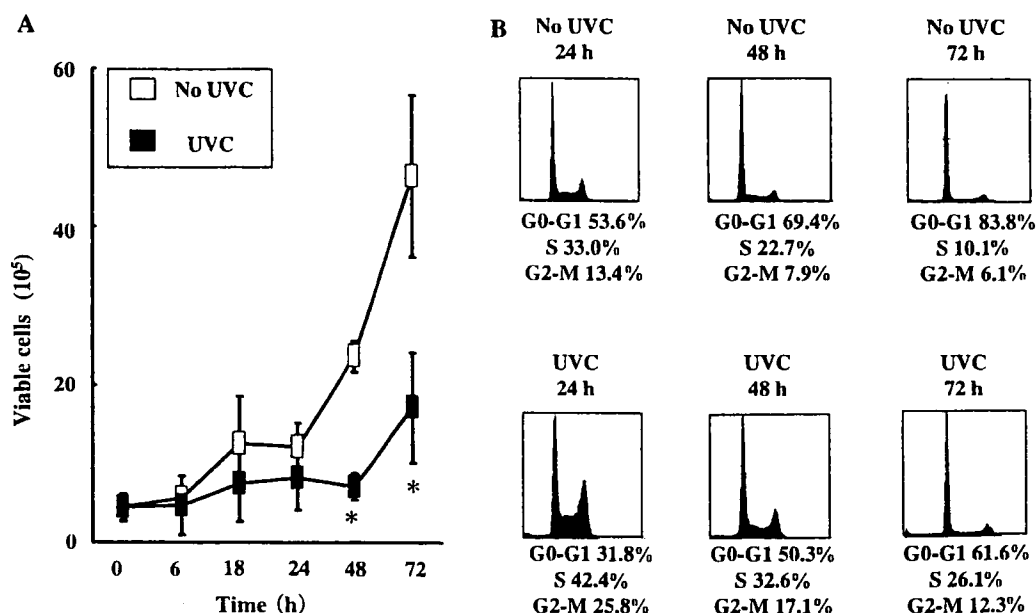 A
60
No UVC
UVC
40
20
0
Viable cells (10⁵)
*
*
0 6 18 24 48 72
Time (h)
B
No UVC
24 h
No UVC
48 h
No UVC
72 h
G0-G1 53.6%
S 33.0%
G2-M 13.4%
G0-G1 69.4%
S 22.7%
G2-M 7.9%
G0-G1 83.8%
S 10.1%
G2-M 6.1%
UVC
24 h
UVC
48 h
UVC
72 h
G0-G1 31.8%
S 42.4%
G2-M 25.8%
G0-G1 50.3%
S 32.6%
G2-M 17.1%
G0-G1 61.6%
S 26.1%
G2-M 12.3%